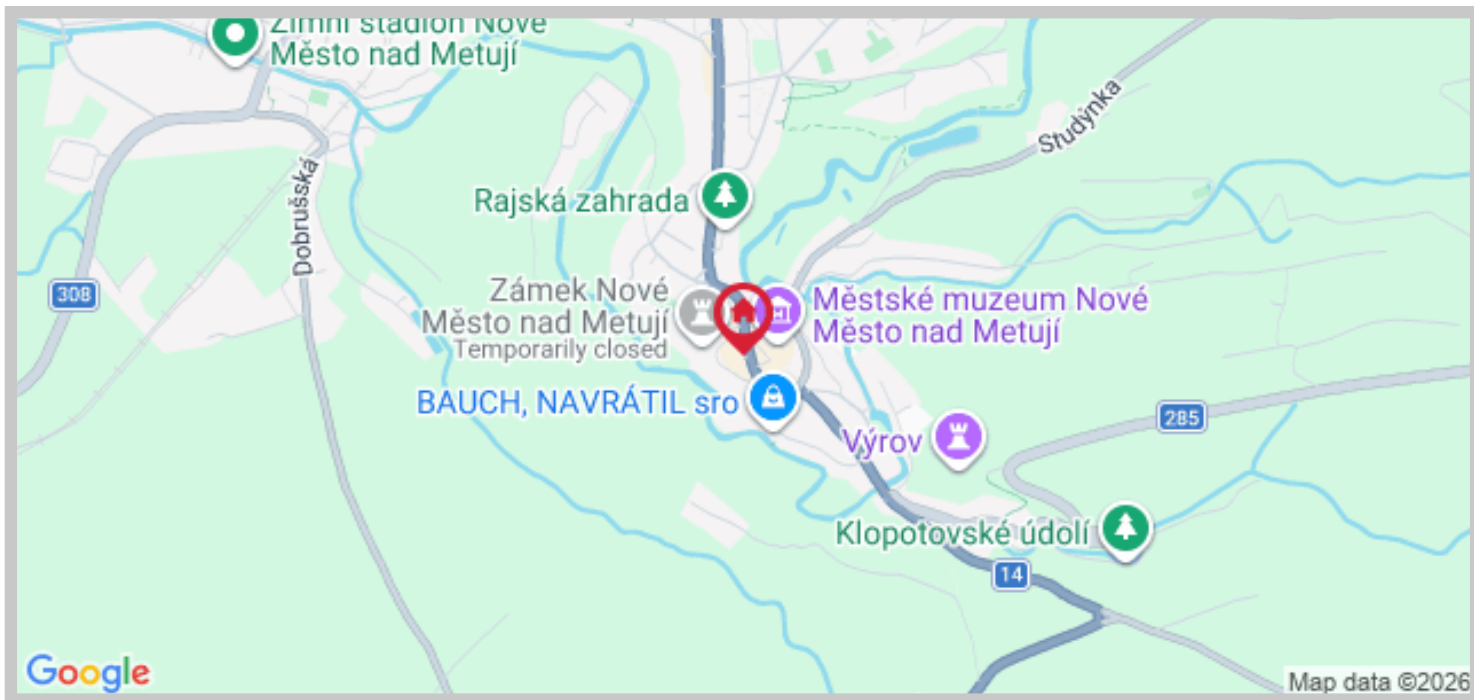 Zimní stadion Nové
Město nad Metují
Studýnka
Rajská zahrada
Dobrušská
308
Zámek Nové
Město nad Metují
Temporarily closed
Městské muzeum Nové
Město nad Metují
BAUCH, NAVRÁTIL sro
285
Výrov
Klopotovské údolí
14
Google
Map data ©2026